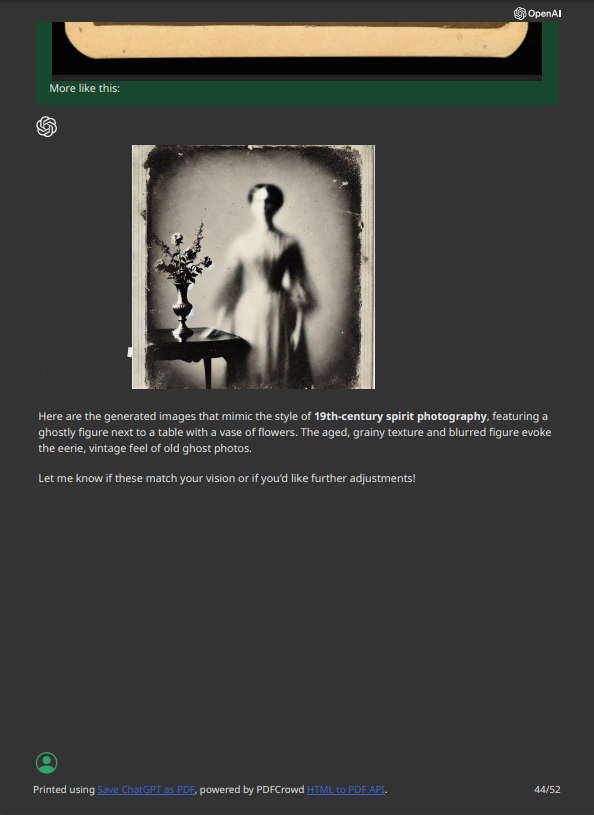 OpenAI
More like this:
Here are the generated images that mimic the style of 19th-century spirit photography, featuring a
ghostly figure next to a table with a vase of flowers. The aged, grainy texture and blurred figure evoke
the eerie, vintage feel of old ghost photos.
Let me know if these match your vision or if you'd like further adjustments!
Printed using Save ChatGPT as PDF, powered by PDFCrowd HTML to PDF API. 44/52